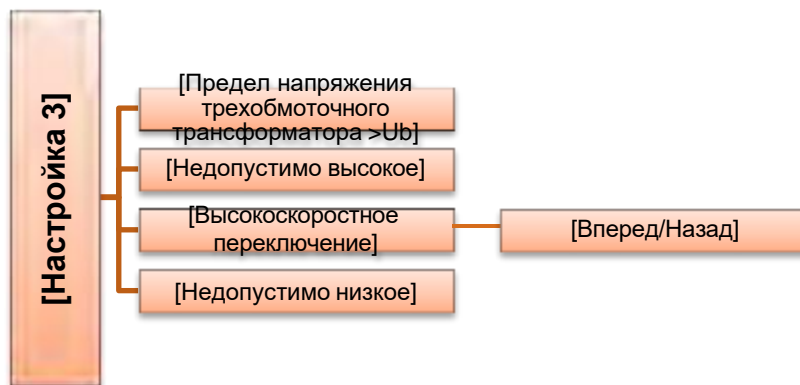 [Настройка 3]
[Предел напряжения
трехобмоточного
трансформатора >Ub]
[Недопустимо высокое]
[Высокоскоростное
переключение]
[Вперед/Назад]
[Недопустимо низкое]